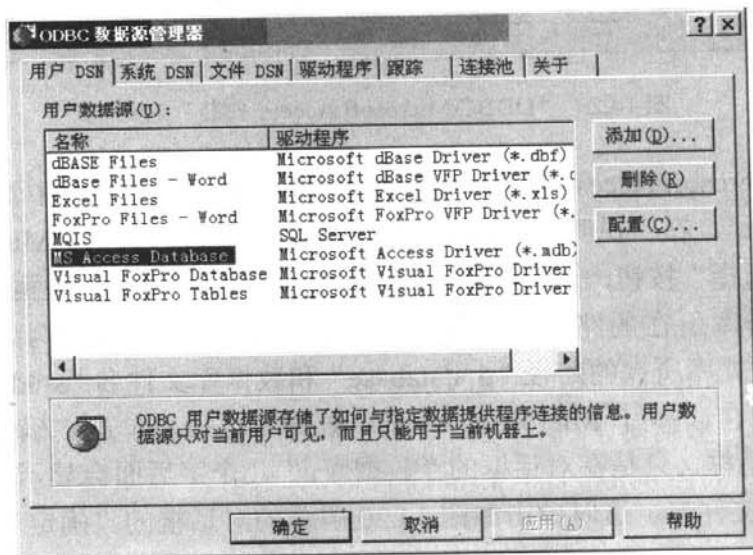 ODBC 数据源管理器
用户 DSN 系统 DSN 文件 DSN 驱动程序 跟踪 连接池 关于
用户数据源(U):
名称 驱动程序
dBASE Files Microsoft dBase Driver (*.dbf)
dBase Files - Word Microsoft dBase VFP Driver (*.d
Excel Files Microsoft Excel Driver (*.xls)
FoxPro Files - Word Microsoft FoxPro VFP Driver (*.
MQIS SQL Server
MS Access Database Microsoft Access Driver (*.mdb)
Visual FoxPro Database Microsoft Visual FoxPro Driver
Visual FoxPro Tables Microsoft Visual FoxPro Driver
添加(D)...
删除(R)
配置(C)...
ODBC 用户数据源存储了如何与指定数据提供程序连接的信息。用户数
据源只对当前用户可见，而且只能用于当前机器上。
确定 取消 应用(A) 帮助